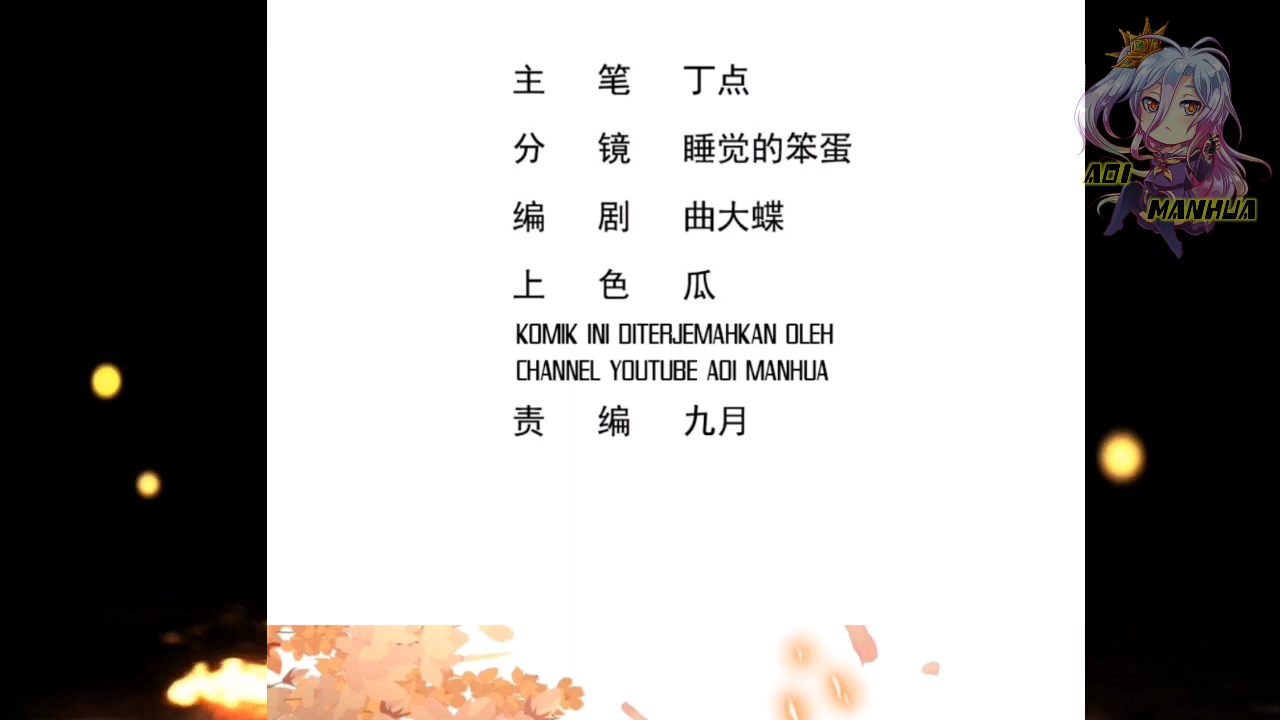 主 笔 丁点
分 镜 睡觉的笨蛋
编 剧 曲大蝶
上 色 瓜
KOMIK INI DITERJEMAHKAN OLEH
CHANNEL YOUTUBE AOI MANHUA
责 编 九月
AOI
MANHUA